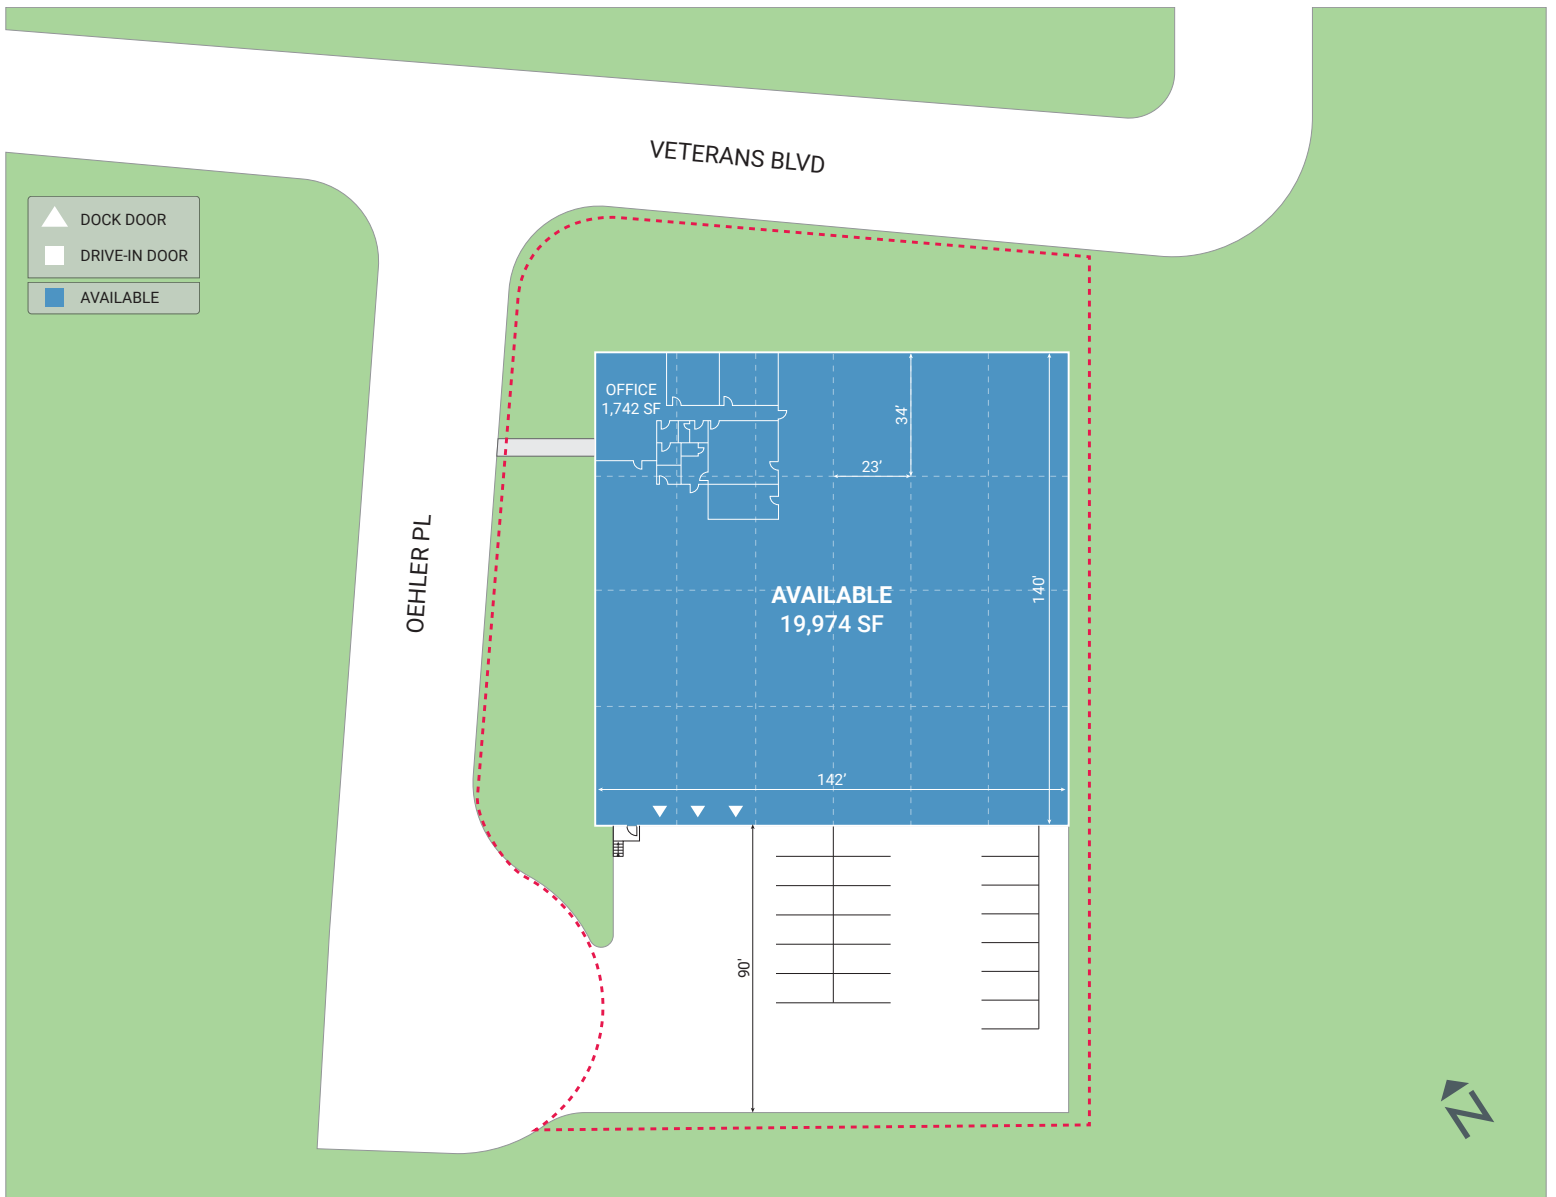 VETERANS BLVD
DOCK DOOR
DRIVE-IN DOOR
AVAILABLE
OFFICE
1,742 SF
34'
23'
OEHLER PL
AVAILABLE
19,974 SF
140'
142'
90'
N